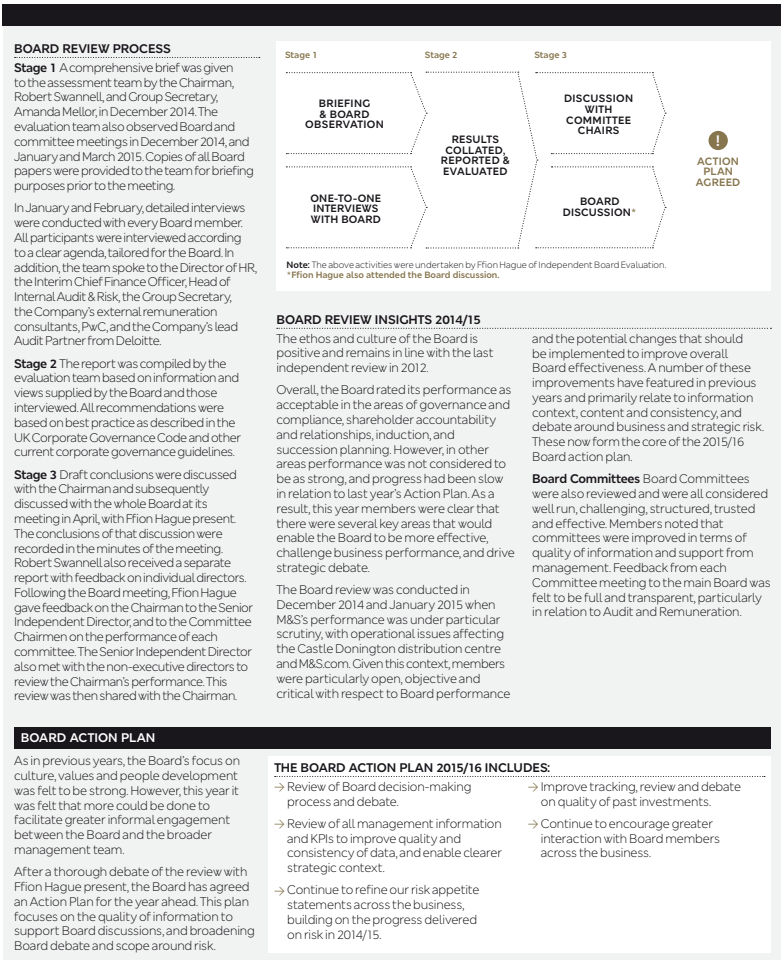 BOARD REVIEW PROCESS
Stage 1 A comprehensive brief was given
to the assessment team by the Chairman,
Robert Swannell, and Group Secretary,
Amanda Mellor, in December 2014. The
evaluation team also observed Board and
committee meetings in December 2014, and
January and March 2015. Copies of all Board
papers were provided to the team for briefing
purposes prior to the meeting.
In January and February, detailed interviews
were conducted with every Board member.
All participants were interviewed according
to a clear agenda, tailored for the Board. In
addition, the team spoke to the Director of HR,
the Interim Chief Finance Officer, Head of
Internal Audit & Risk, the Group Secretary,
the Company's external remuneration
consultants, PwC, and the Company's lead
Audit Partner from Deloitte.
Stage 2 The report was compiled by the
evaluation team based on information and
views supplied by the Board and those
interviewed. All recommendations were
based on best practice as described in the
UK Corporate Governance Code and other
current corporate governance guidelines.
Stage 3 Draft conclusions were discussed
with the Chairman and subsequently
discussed with the whole Board at its
meeting in April, with Ffion Hague present.
The conclusions of that discussion were
recorded in the minutes of the meeting.
Robert Swannell also received a separate
report with feedback on individual directors.
Following the Board meeting, Ffion Hague
gave feedback on the Chairman to the Senior
Independent Director, and to the Committee
Chairmen on the performance of each
committee. The Senior Independent Director
also met with the non-executive directors to
review the Chairman's performance. This
review was then shared with the Chairman.
Stage 1
BRIEFING
& BOARD
OBSERVATION
ONE-TO-ONE
INTERVIEWS
WITH BOARD
Stage 2
RESULTS
COLLATED,
REPORTED &
EVALUATED
Stage 3
DISCUSSION
WITH
COMMITTEE
CHAIRS
BOARD
DISCUSSION*
!
ACTION
PLAN
AGREED
Note: The above activities were undertaken by Ffion Hague of Independent Board Evaluation.
*Ffion Hague also attended the Board discussion.
BOARD REVIEW INSIGHTS 2014/15
The ethos and culture of the Board is
positive and remains in line with the last
independent review in 2012.
Overall, the Board rated its performance as
acceptable in the areas of governance and
compliance, shareholder accountability
and relationships, induction, and
succession planning. However, in other
areas performance was not considered to
be as strong, and progress had been slow
in relation to last year's Action Plan. As a
result, this year members were clear that
there were several key areas that would
enable the Board to be more effective,
challenge business performance, and drive
strategic debate.
The Board review was conducted in
December 2014 and January 2015 when
M&S's performance was under particular
scrutiny, with operational issues affecting
the Castle Donington distribution centre
and M&S.com. Given this context, members
were particularly open, objective and
critical with respect to Board performance
and the potential changes that should
be implemented to improve overall
Board effectiveness. A number of these
improvements have featured in previous
years and primarily relate to information
context, content and consistency, and
debate around business and strategic risk.
These now form the core of the 2015/16
Board action plan.
Board Committees Board Committees
were also reviewed and were all considered
well run, challenging, structured, trusted
and effective. Members noted that
committees were improved in terms of
quality of information and support from
management. Feedback from each
Committee meeting to the main Board was
felt to be full and transparent, particularly
in relation to Audit and Remuneration.
BOARD ACTION PLAN
As in previous years, the Board's focus on
culture, values and people development
was felt to be strong. However, this year it
was felt that more could be done to
facilitate greater informal engagement
between the Board and the broader
management team.
After a thorough debate of the review with
Ffion Hague present, the Board has agreed
an Action Plan for the year ahead. This plan
focuses on the quality of information to
support Board discussions, and broadening
Board debate and scope around risk.
THE BOARD ACTION PLAN 2015/16 INCLUDES:
→ Review of Board decision-making
process and debate.
→ Review of all management information
and KPIs to improve quality and
consistency of data, and enable clearer
strategic context.
→ Continue to refine our risk appetite
statements across the business,
building on the progress delivered
on risk in 2014/15.
→ Improve tracking, review and debate
on quality of past investments.
→ Continue to encourage greater
interaction with Board members
across the business.